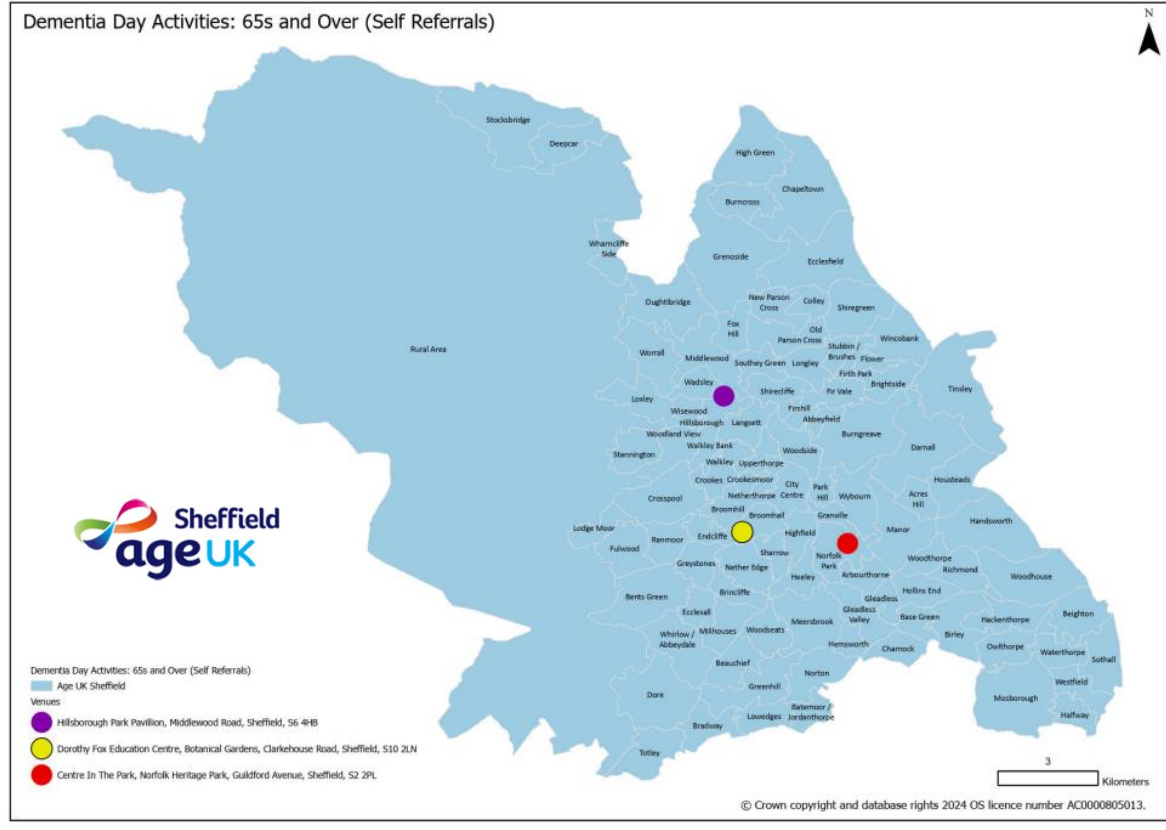 Dementia Day Activities: 65s and Over (Self Referrals)
N
Stocksbridge
Deepcar
High Green
Chapeltown
Burncross
Wharncliffe
Side
Grenoside
Ecclesfield
Oughtibridge
New Parson
Cross
Colley
Shiregreen
Fox
Hill
Old
Parson Cross
Wincobank
Rural Area
Worrall
Middlewood
Southey Green
Longley
Stubbin /
Brushes
Flower
Firth Park
Brightside
Tinsley
Wadsley
Loxley
Shirecliffe
Fir Vale
Wisewood
Hillsborough
Langsett
Firshill
Abbeyfield
Woodland View
Burngreave
Walkley Bank
Stannington
Woodside
Darnall
Walkley
Upperthorpe
Crookes
Crookesmoor
City
Centre
Park
Hill
Wybourn
Housteads
Acres
Hill
Crosspool
Netherthorpe
Broomhill
Broomhall
Granville
Handsworth
Lodge Moor
Fulwood
Ranmoor
Endcliffe
Highfield
Manor
Sharrow
Norfolk
Park
Woodthorpe
Richmond
Greystones
Nether Edge
Heeley
Arbourthorne
Woodhouse
Bents Green
Brincliffe
Gleadless
Hollins End
Ecclesall
Gleadless
Valley
Base Green
Hackenthorpe
Beighton
Whirlow /
Abbeydale
Millhouses
Woodseats
Meersbrook
Hemsworth
Charnock
Birley
Owlthorpe
Waterthorpe
Sothall
Beauchief
Norton
Westfield
Dore
Greenhill
Mosborough
Batemoor /
Jordanthorpe
Halfway
Bradway
Lowedges
Totley
Sheffield
age UK
Dementia Day Activities: 65s and Over (Self Referrals)
Age UK Sheffield
Venues
Hillsborough Park Pavillion, Middlewood Road, Sheffield, S6 4HB
Dorothy Fox Education Centre, Botanical Gardens, Clarkehouse Road, Sheffield, S10 2LN
Centre In The Park, Norfolk Heritage Park, Guildford Avenue, Sheffield, S2 2PL
3
Kilometers
© Crown copyright and database rights 2024 OS licence number AC0000805013.